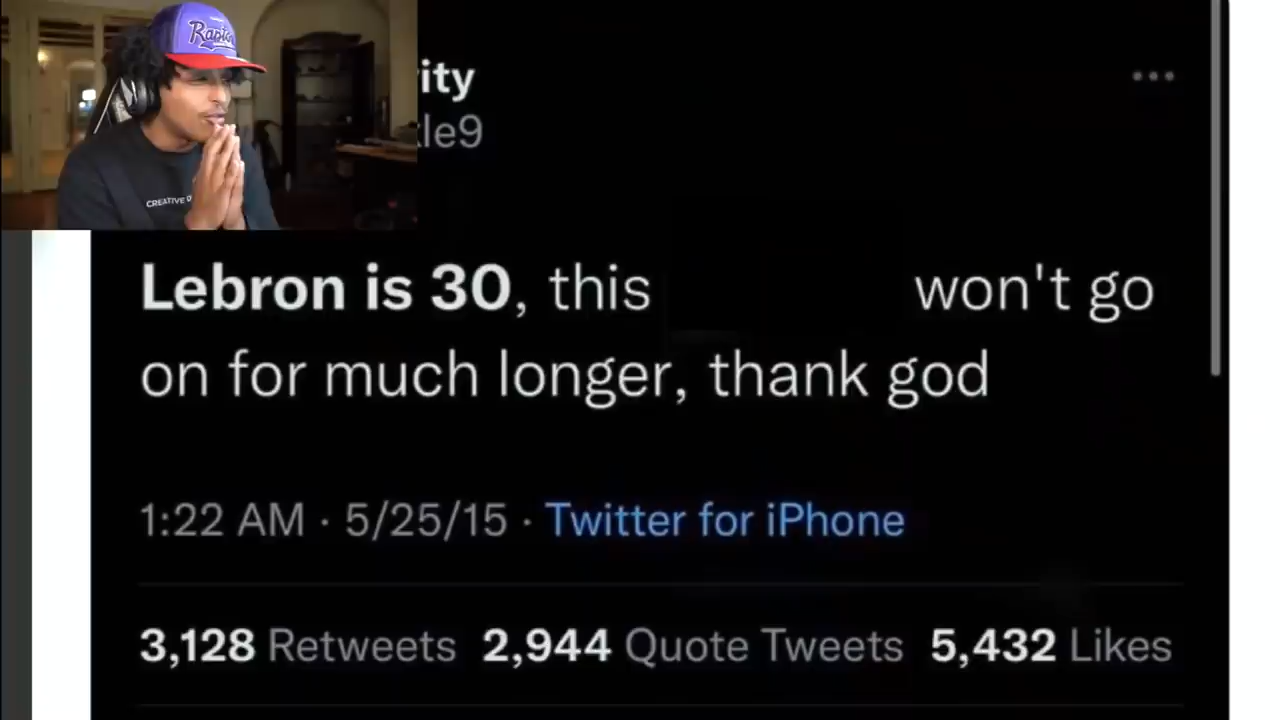 Raptors
CREATIVE
ity
kle9
Lebron is 30, this won't go
on for much longer, thank god
1:22 AM · 5/25/15 · Twitter for iPhone
3,128 Retweets 2,944 Quote Tweets 5,432 Likes